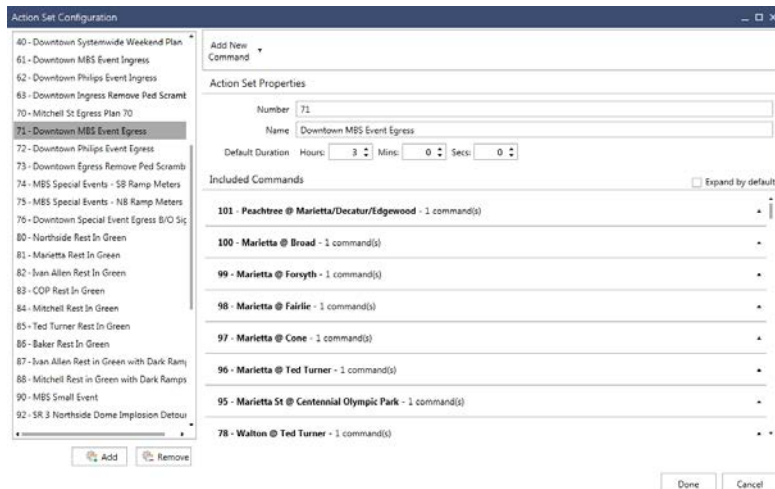 Action Set Configuration
40 - Downtown Systemwide Weekend Plan
61 - Downtown MBS Event Ingress
62 - Downtown Philips Event Ingress
63 - Downtown Ingress Remove Ped Scramb
70 - Mitchell St Egress Plan 70
71 - Downtown MBS Event Egress
72 - Downtown Philips Event Egress
73 - Downtown Egress Remove Ped Scramb
74 - MBS Special Events - SB Ramp Meters
75 - MBS Special Events - NB Ramp Meters
76 - Downtown Special Event Egress B/O Sig
80 - Northside Rest In Green
81 - Marietta Rest In Green
82 - Ivan Allen Rest In Green
83 - COP Rest In Green
84 - Mitchell Rest In Green
85 - Ted Turner Rest In Green
86 - Baker Rest In Green
87 - Ivan Allen Rest in Green with Dark Ramp
88 - Mitchell Rest in Green with Dark Ramps
90 - MBS Small Event
92 - SR 3 Northside Dome Implosion Detour
Add
Remove
Add New
Command
Action Set Properties
Number 71
Name Downtown MBS Event Egress
Default Duration Hours: 3 Mins: 0 Secs: 0
Included Commands
Expand by default
101 - Peachtree @ Marietta/Decatur/Edgewood - 1 command(s)
100 - Marietta @ Broad - 1 command(s)
99 - Marietta @ Forsyth - 1 command(s)
98 - Marietta @ Fairlie - 1 command(s)
97 - Marietta @ Cone - 1 command(s)
96 - Marietta @ Ted Turner - 1 command(s)
95 - Marietta St @ Centennial Olympic Park - 1 command(s)
78 - Walton @ Ted Turner - 1 command(s)
Done
Cancel